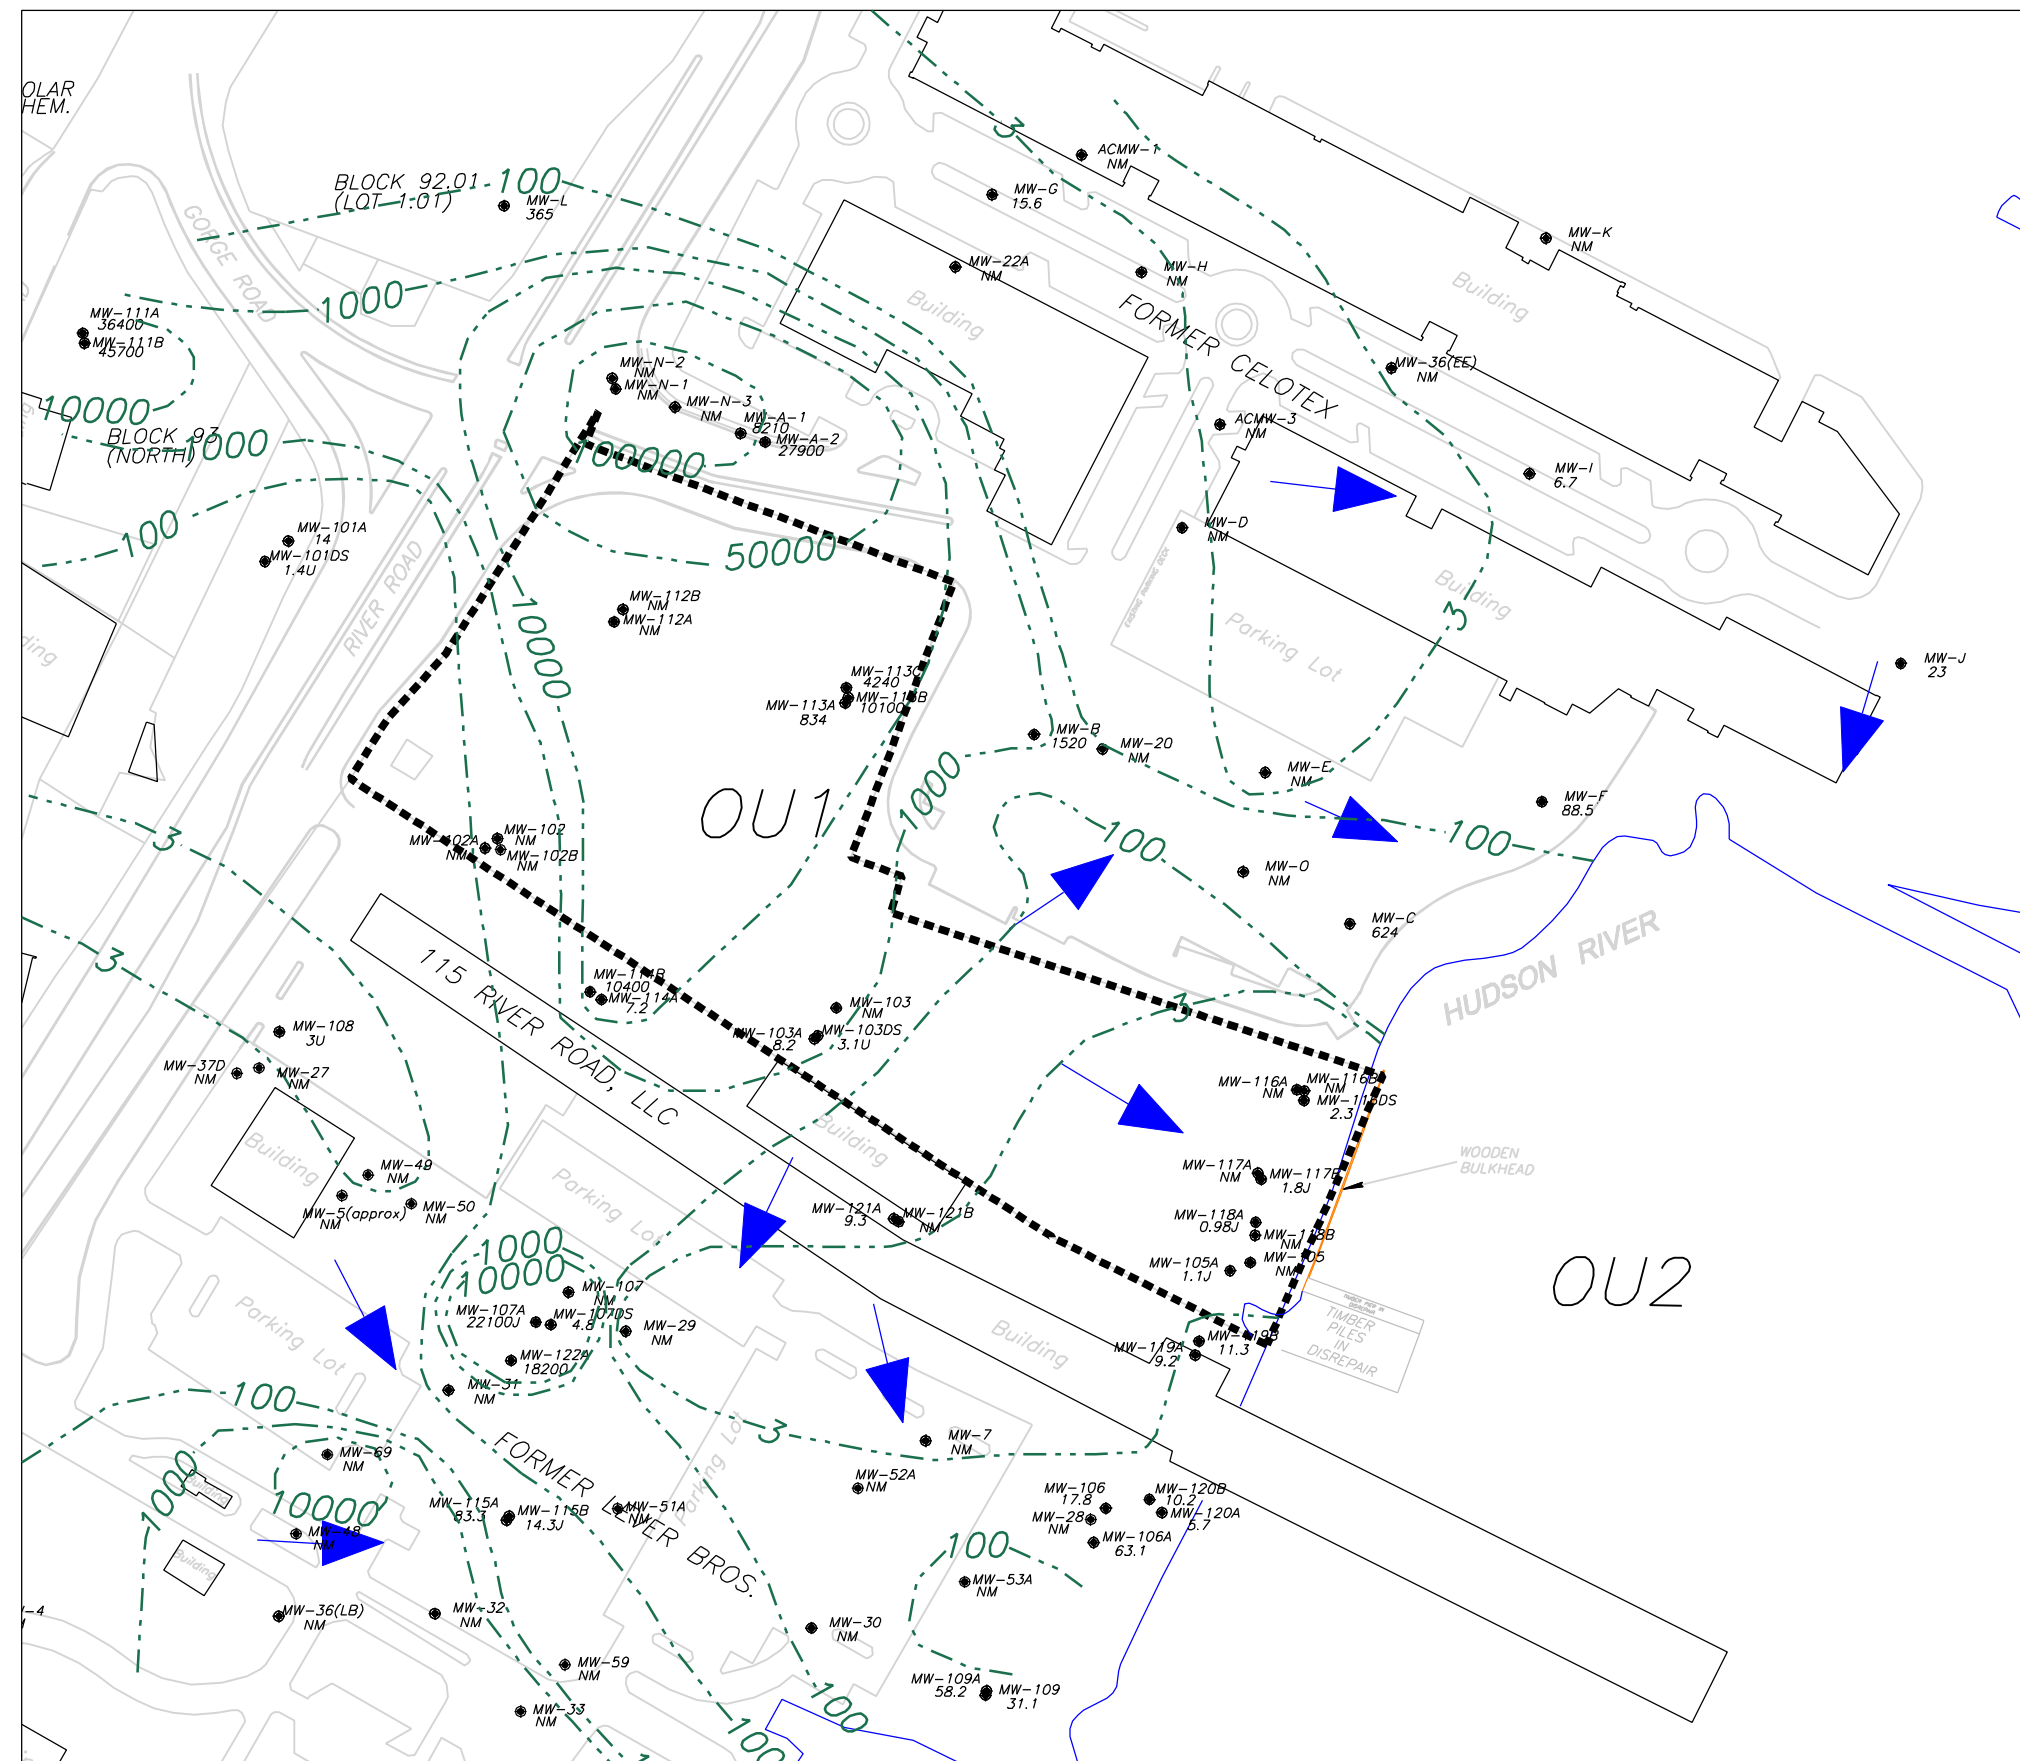 OLAR
HEM.
BLOCK 92.01
(LOT 1.01)
100
MW-L
365
3
ACMW-1
NM
MW-G
15.6
MW-K
NM
GORGE ROAD
1000
MW-22A
NM
MW-H
NM
Building
FORMER CELOTEX
Building
MW-111A
36400
MW-111B
45700
10000
MW-N-2
NM
MW-N-1
NM
MW-N-3
NM
MW-A-1
8210
MW-A-2
27900
100000
MW-36(EE)
NM
ACMW-3
NM
BLOCK 93
(NORTH)
1000
MW-I
6.7
100
MW-101A
14
MW-101DS
1.4U
RIVER ROAD
50000
MW-D
NM
EXISTING PARKING DECK
Building
3
Parking Lot
MW-112B
NM
MW-112A
NM
10000
ding
MW-J
23
MW-113C
4240
MW-113B
10100
MW-113A
834
MW-B
1520
MW-20
NM
MW-E
NM
1000
MW-F
88.5
OU1
100
100
3
MW-102
NM
MW-102A
NM
MW-102B
NM
MW-O
NM
MW-C
624
HUDSON RIVER
3
115 RIVER ROAD, LLC
MW-114B
10400
MW-114A
7.2
MW-103
NM
MW-103DS
3.1U
MW-103A
8.2
3
MW-108
3U
MW-37D
NM
MW-27
NM
MW-116A
NM
MW-116B
NM
MW-116DS
2.3
Building
Building
WOODEN
BULKHEAD
MW-49
NM
MW-5(approx)
NM
MW-50
NM
Parking Lot
MW-117A
NM
MW-117B
1.8J
MW-121A
9.3
MW-121B
NM
MW-118A
0.98J
MW-118B
NM
MW-105
NM
MW-105A
1.1J
1000
10000
OU2
MW-107
NM
MW-107A
22100J
MW-107DS
4.8
MW-29
NM
Parking Lot
Building
TIMBER PIER IN
DISREPAIR
TIMBER
PILES
IN
DISREPAIR
MW-119B
11.3
MW-119A
9.2
MW-122A
18200
MW-31
NM
100
3
MW-7
NM
MW-69
NM
1000
Building
10000
FORMER LEVER BROS.
Parking Lot
MW-52A
NM
MW-115A
83.3
MW-115B
14.3J
MW-51A
NM
MW-106
17.8
MW-28
NM
MW-106A
63.1
MW-120B
10.2
MW-120A
5.7
MW-48
NM
Building
100
MW-53A
NM
-4
MW-36(LB)
NM
MW-32
NM
MW-30
NM
MW-59
NM
MW-33
NM
MW-109A
58.2
MW-109
31.1
100
100